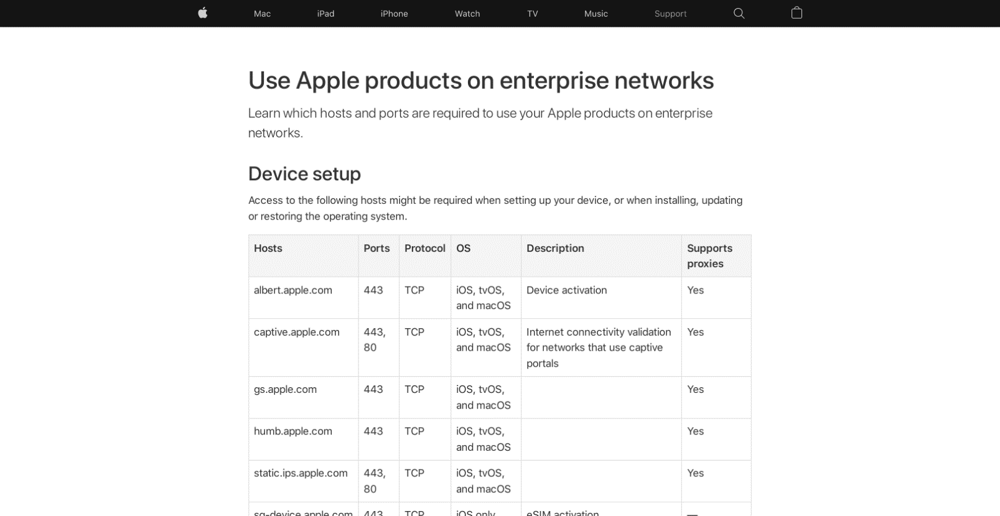 Mac iPad iPhone Watch TV Music Support
Use Apple products on enterprise networks
Learn which hosts and ports are required to use your Apple products on enterprise
networks.
Device setup
Access to the following hosts might be required when setting up your device, or when installing, updating
or restoring the operating system.
Hosts Ports Protocol OS Description Supports
proxies
albert.apple.com 443 TCP iOS, tvOS, Device activation Yes
and macOS
captive.apple.com 443, TCP iOS, tvOS, Internet connectivity validation Yes
80 and macOS for networks that use captive
portals
gs.apple.com 443 TCP iOS, tvOS, Yes
and macOS
humb.apple.com 443 TCP iOS, tvOS, Yes
and macOS
static.ips.apple.com 443, TCP iOS, tvOS, Yes
80 and macOS
sq-device.apple.com 443 TCP iOS only eSIM activation —